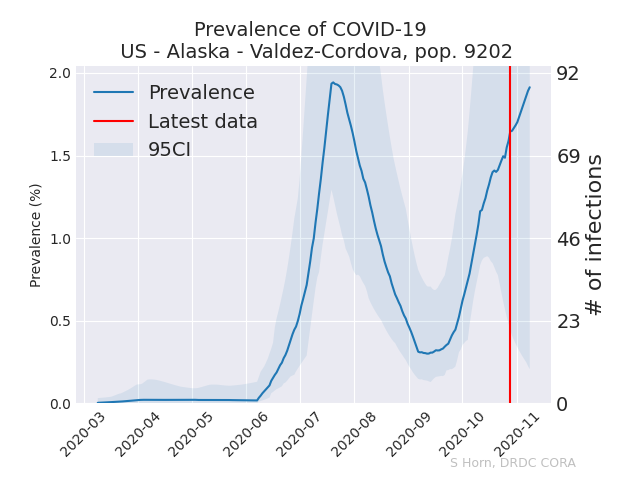 Prevalence of COVID-19
US - Alaska - Valdez-Cordova, pop. 9202
Prevalence
Latest data
95CI
Prevalence (%)
2.0
1.5
1.0
0.5
0.0
92
69
46
23
0
# of infections
2020-03
2020-04
2020-05
2020-06
2020-07
2020-08
2020-09
2020-10
2020-11
S Horn, DRDC CORA